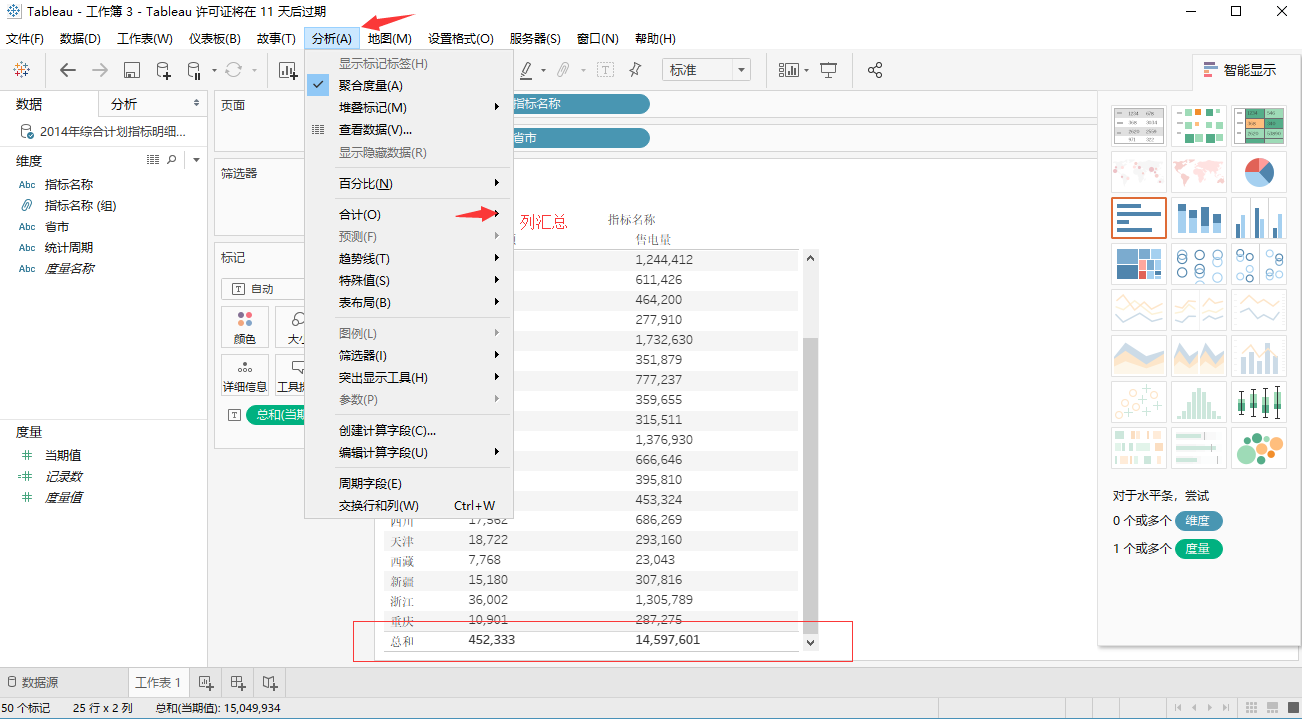 Tableau - 工作簿 3 - Tableau 许可证将在 11 天后过期
文件(F) 数据(D) 工作表(W) 仪表板(B) 故事(T) 分析(A) 地图(M) 设置格式(O) 服务器(S) 窗口(N) 帮助(H)
标准
智能显示
数据 分析
2014年综合计划指标明细...
维度
Abc 指标名称
指标名称 (组)
Abc 省市
Abc 统计周期
Abc 度量名称
度量
当期值
记录数
度量值
页面
筛选器
标记
自动
颜色
详细信息
总和(当期
显示标记标签(H)
聚合度量(A)
堆叠标记(M)
查看数据(V)...
显示隐藏数据(R)
百分比(N)
合计(O)
预测(F)
趋势线(T)
特殊值(S)
表布局(B)
图例(L)
筛选器(I)
突出显示工具(H)
参数(P)
创建计算字段(C)...
编辑计算字段(U)
周期字段(E)
交换行和列(W) Ctrl+W
指标名称
省市
列汇总
指标名称
售电量
1,244,412
611,426
464,200
277,910
1,732,630
351,879
777,237
359,655
315,511
1,376,930
666,646
395,810
453,324
四川 17,562 686,269
天津 18,722 293,160
西藏 7,768 23,043
新疆 15,180 307,816
浙江 36,002 1,305,789
重庆 10,901 287,275
总和 452,333 14,597,601
对于水平条，尝试
0 个或多个 维度
1 个或多个 度量
数据源 工作表 1
50 个标记 25 行 x 2 列 总和(当期值): 15,049,934